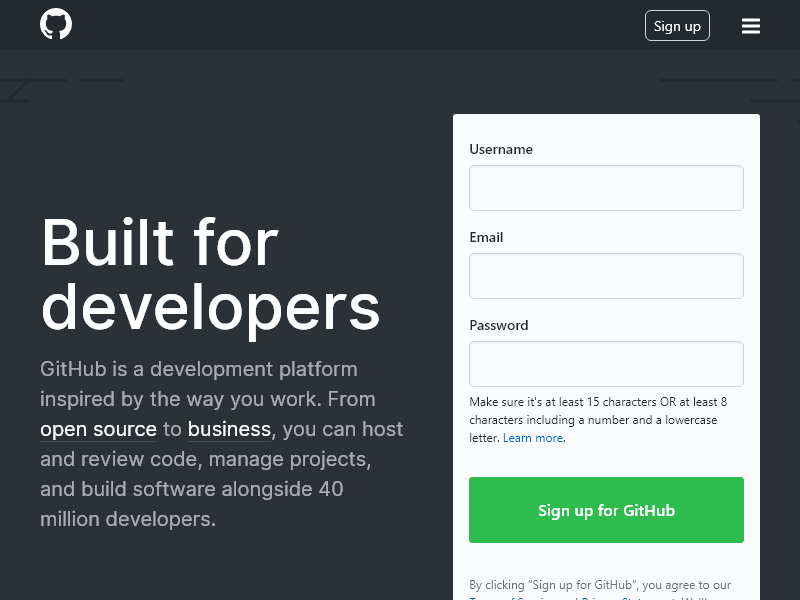 Sign up
Built for
developers
GitHub is a development platform
inspired by the way you work. From
open source to business, you can host
and review code, manage projects,
and build software alongside 40
million developers.
Username
Email
Password
Make sure it's at least 15 characters OR at least 8
characters including a number and a lowercase
letter. Learn more.
Sign up for GitHub
By clicking “Sign up for GitHub”, you agree to our